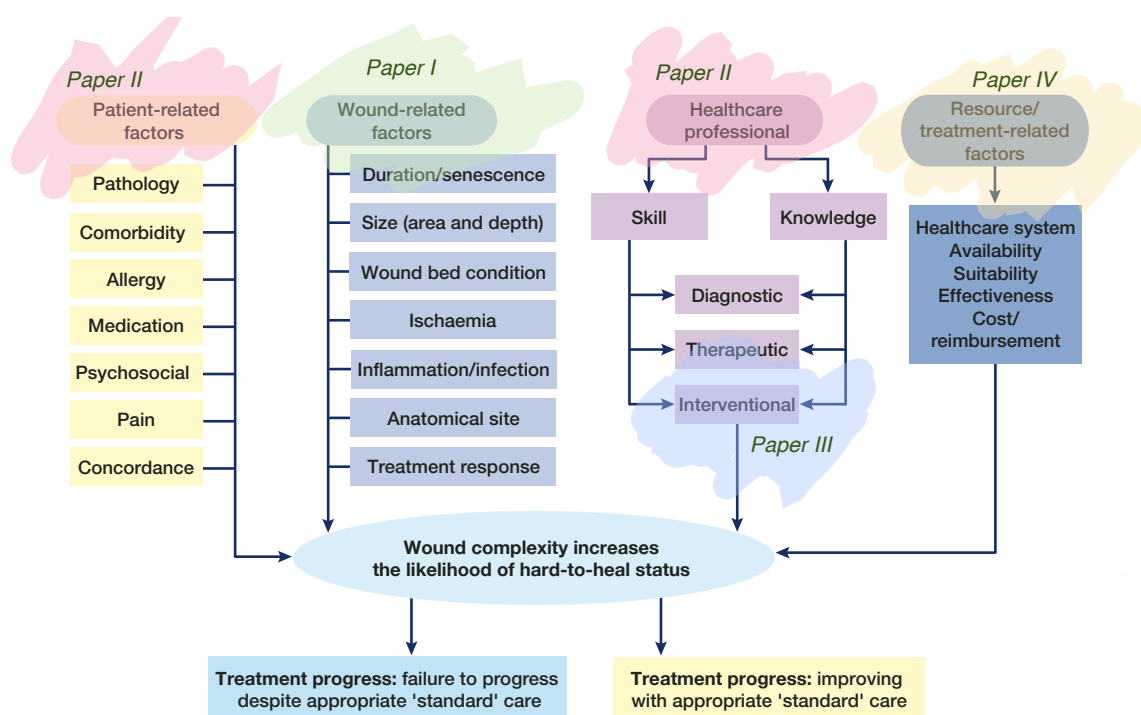 Paper II
Patient-related
factors
Pathology
Comorbidity
Allergy
Medication
Psychosocial
Pain
Concordance
Paper I
Wound-related
factors
Duration/senescence
Size (area and depth)
Wound bed condition
Ischaemia
Inflammation/infection
Anatomical site
Treatment response
Paper II
Healthcare
professional
Skill
Knowledge
Diagnostic
Therapeutic
Interventional
Paper III
Paper IV
Resource/
treatment-related
factors
Healthcare system
Availability
Suitability
Effectiveness
Cost/
reimbursement
Wound complexity increases
the likelihood of hard-to-heal status
Treatment progress: failure to progress
despite appropriate 'standard' care
Treatment progress: improving
with appropriate 'standard' care